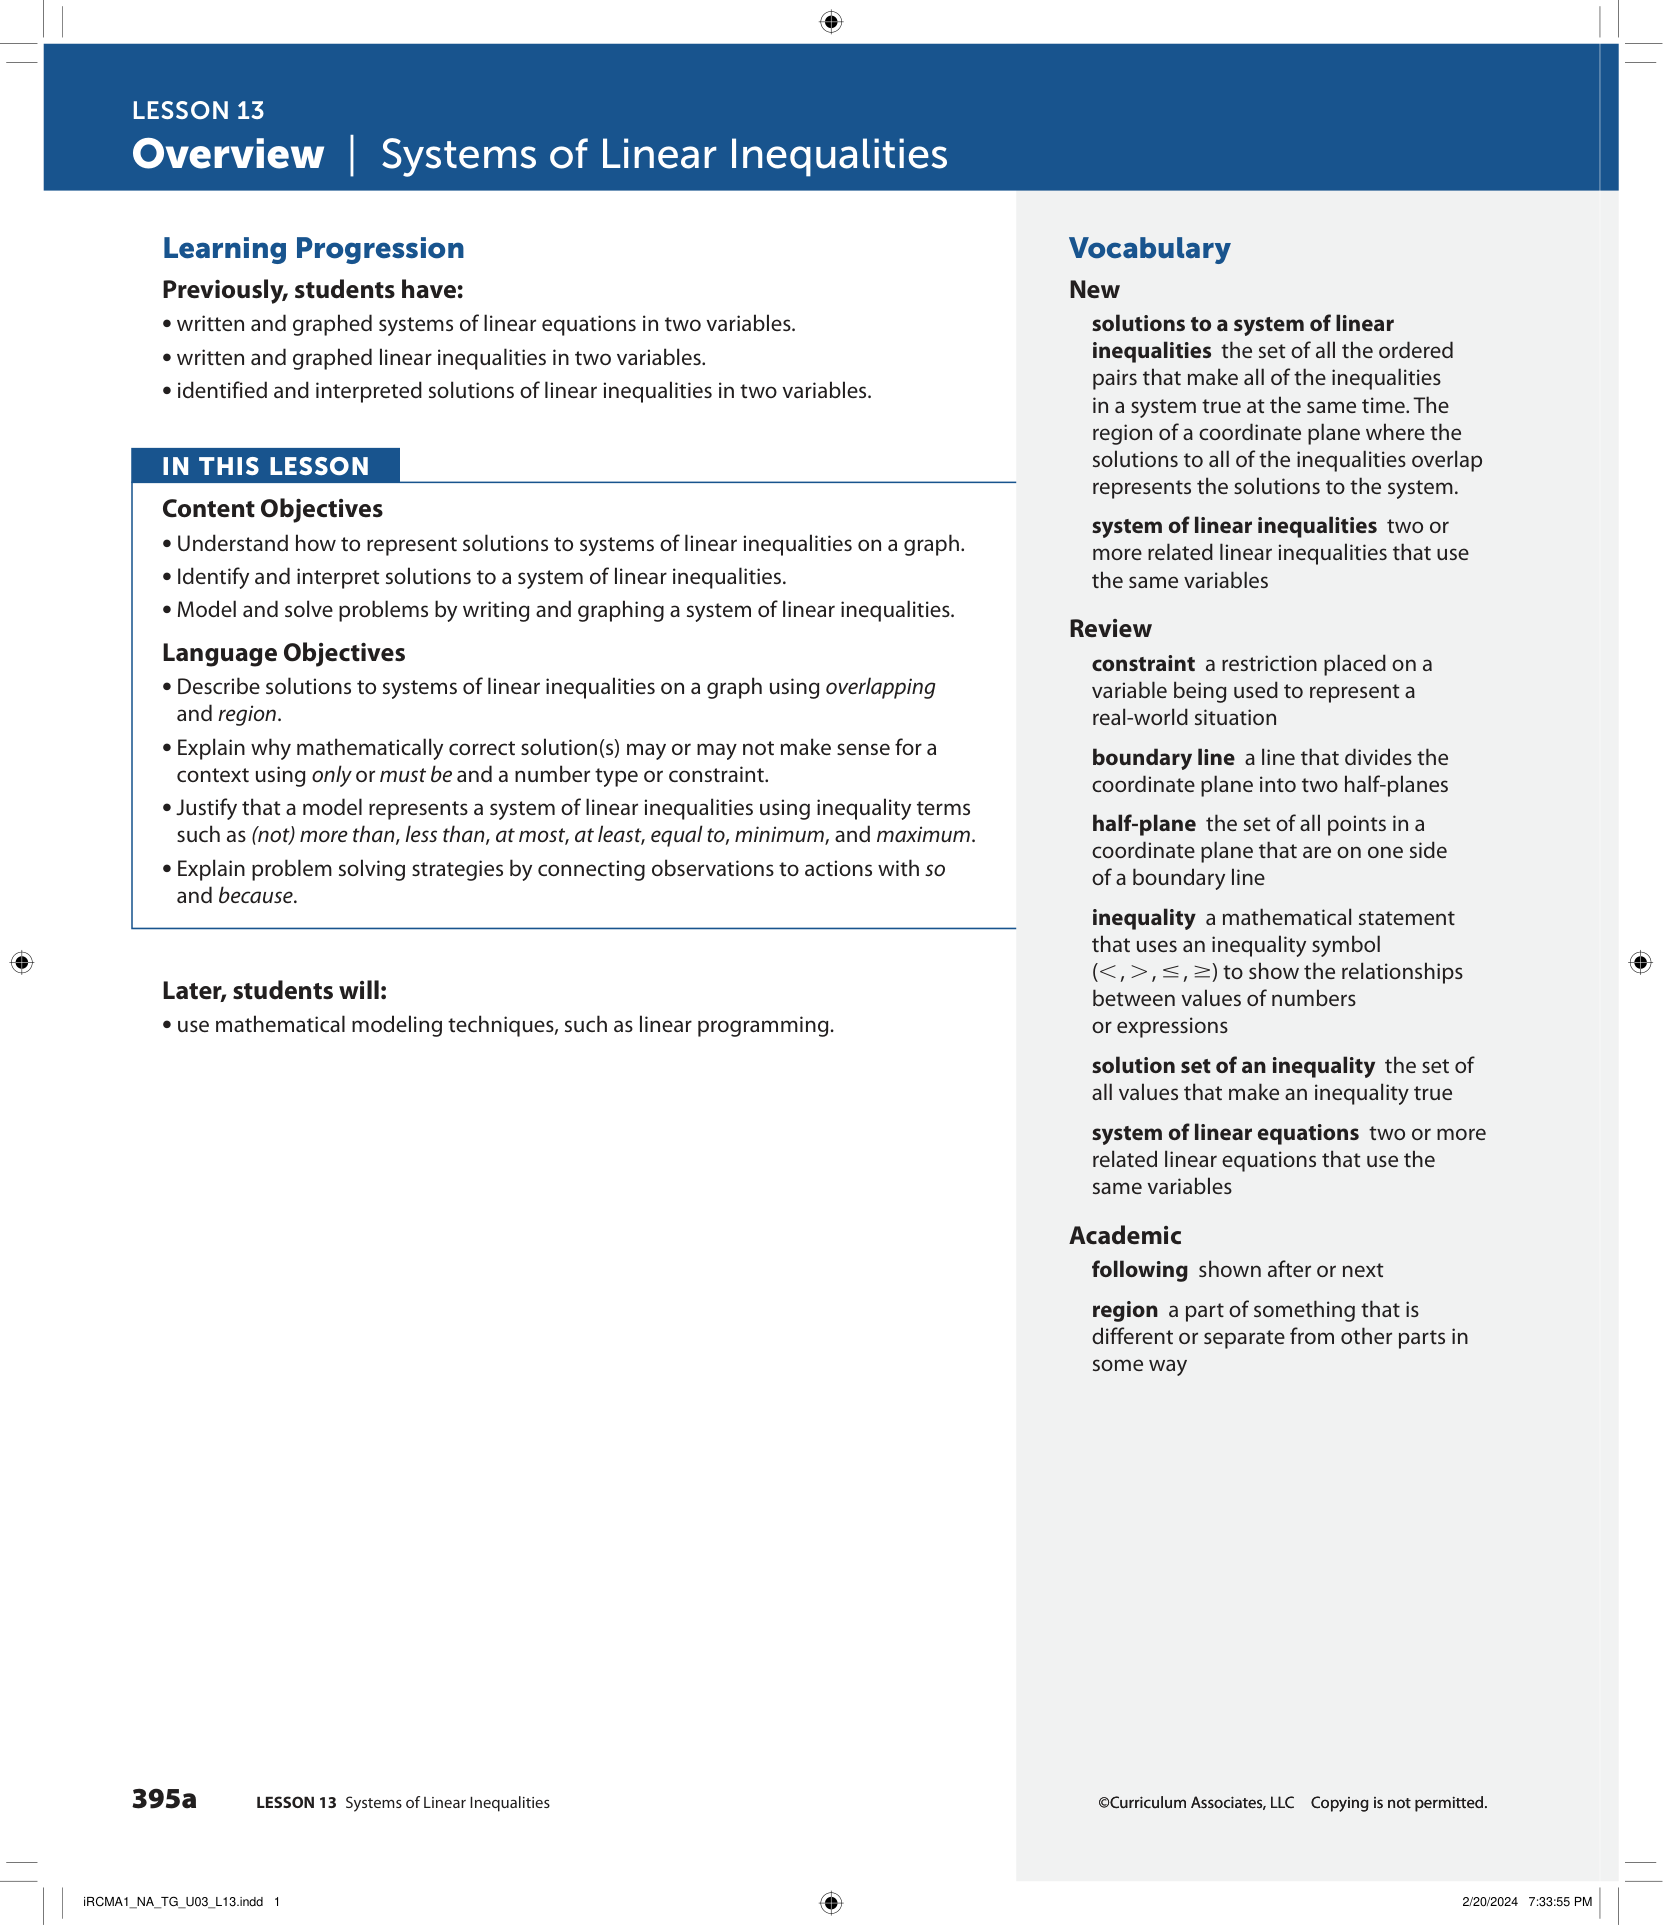 LESSON 13
Overview | Systems of Linear Inequalities
Learning Progression
Previously, students have:
• written and graphed systems of linear equations in two variables.
• written and graphed linear inequalities in two variables.
• identified and interpreted solutions of linear inequalities in two variables.
IN THIS LESSON
Content Objectives
• Understand how to represent solutions to systems of linear inequalities on a graph.
• Identify and interpret solutions to a system of linear inequalities.
• Model and solve problems by writing and graphing a system of linear inequalities.
Language Objectives
• Describe solutions to systems of linear inequalities on a graph using overlapping
and region.
• Explain why mathematically correct solution(s) may or may not make sense for a
context using only or must be and a number type or constraint.
• Justify that a model represents a system of linear inequalities using inequality terms
such as (not) more than, less than, at most, at least, equal to, minimum, and maximum.
• Explain problem solving strategies by connecting observations to actions with so
and because.
Later, students will:
• use mathematical modeling techniques, such as linear programming.
Vocabulary
New
solutions to a system of linear
inequalities the set of all the ordered
pairs that make all of the inequalities
in a system true at the same time. The
region of a coordinate plane where the
solutions to all of the inequalities overlap
represents the solutions to the system.
system of linear inequalities two or
more related linear inequalities that use
the same variables
Review
constraint a restriction placed on a
variable being used to represent a
real-world situation
boundary line a line that divides the
coordinate plane into two half-planes
half-plane the set of all points in a
coordinate plane that are on one side
of a boundary line
inequality a mathematical statement
that uses an inequality symbol
(<, >, ≤, ≥) to show the relationships
between values of numbers
or expressions
solution set of an inequality the set of
all values that make an inequality true
system of linear equations two or more
related linear equations that use the
same variables
Academic
following shown after or next
region a part of something that is
different or separate from other parts in
some way
395a LESSON 13 Systems of Linear Inequalities
©Curriculum Associates, LLC Copying is not permitted.
iRCMA1_NA_TG_U03_L13.indd 1
2/20/2024 7:33:55 PM